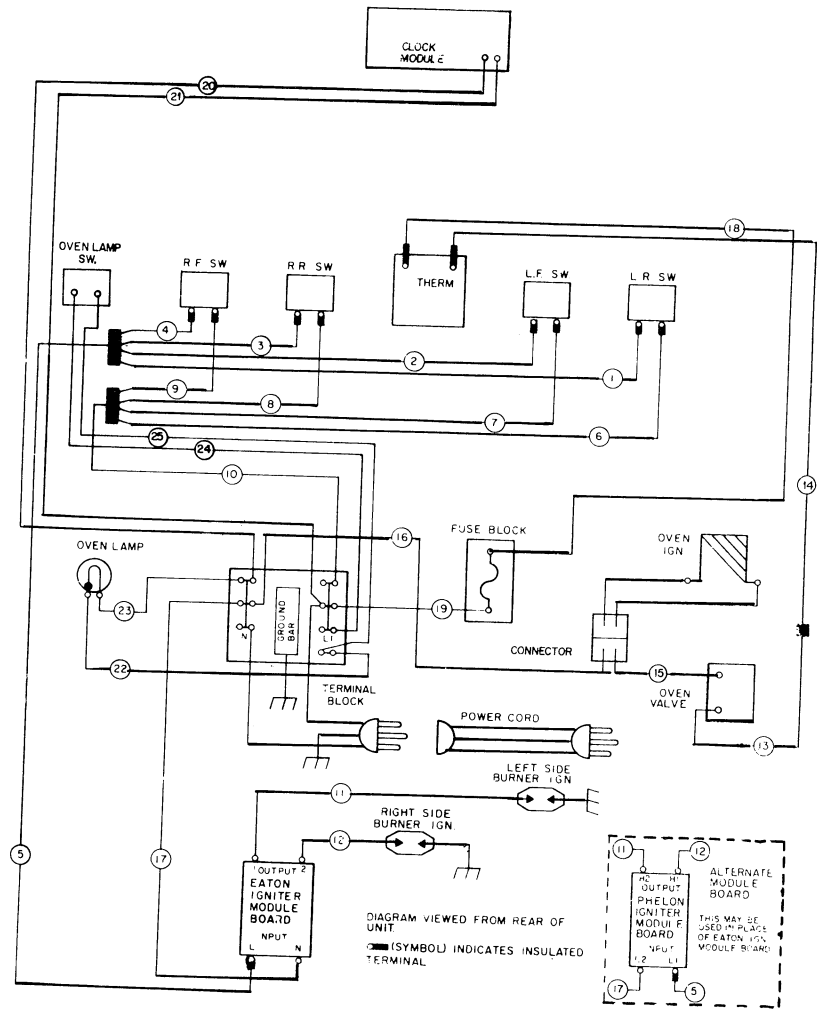 CLOCK
MODULE
20
21
18
OVEN LAMP
SW.
R F SW
R R SW
THERM
L.F. SW
L R SW
4
3
2
1
9
8
7
6
25
24
10
14
16
FUSE BLOCK
OVEN
IGN
OVEN LAMP
23
19
N
GROUND
BAR
L1
CONNECTOR
22
15
OVEN
VALVE
TERMINAL
BLOCK
POWER CORD
13
LEFT SIDE
BURNER IGN
11
RIGHT SIDE
BURNER IGN.
12
5
17
1 OUTPUT 2
EATON
IGNITER
MODULE
BOARD
NPUT
L N
DIAGRAM VIEWED FROM REAR OF
UNIT.
(SYMBOL) INDICATES INSULATED
TERMINAL
11
12
H2 H1
OUTPUT
PHELON
IGNITER
MODULE
BOARD
INPUT
L2 L1
17
5
ALTERNATE
MODULE
BOARD
THIS MAY BE
USED IN PLACE
OF EATON IGN
MODULE BOARD